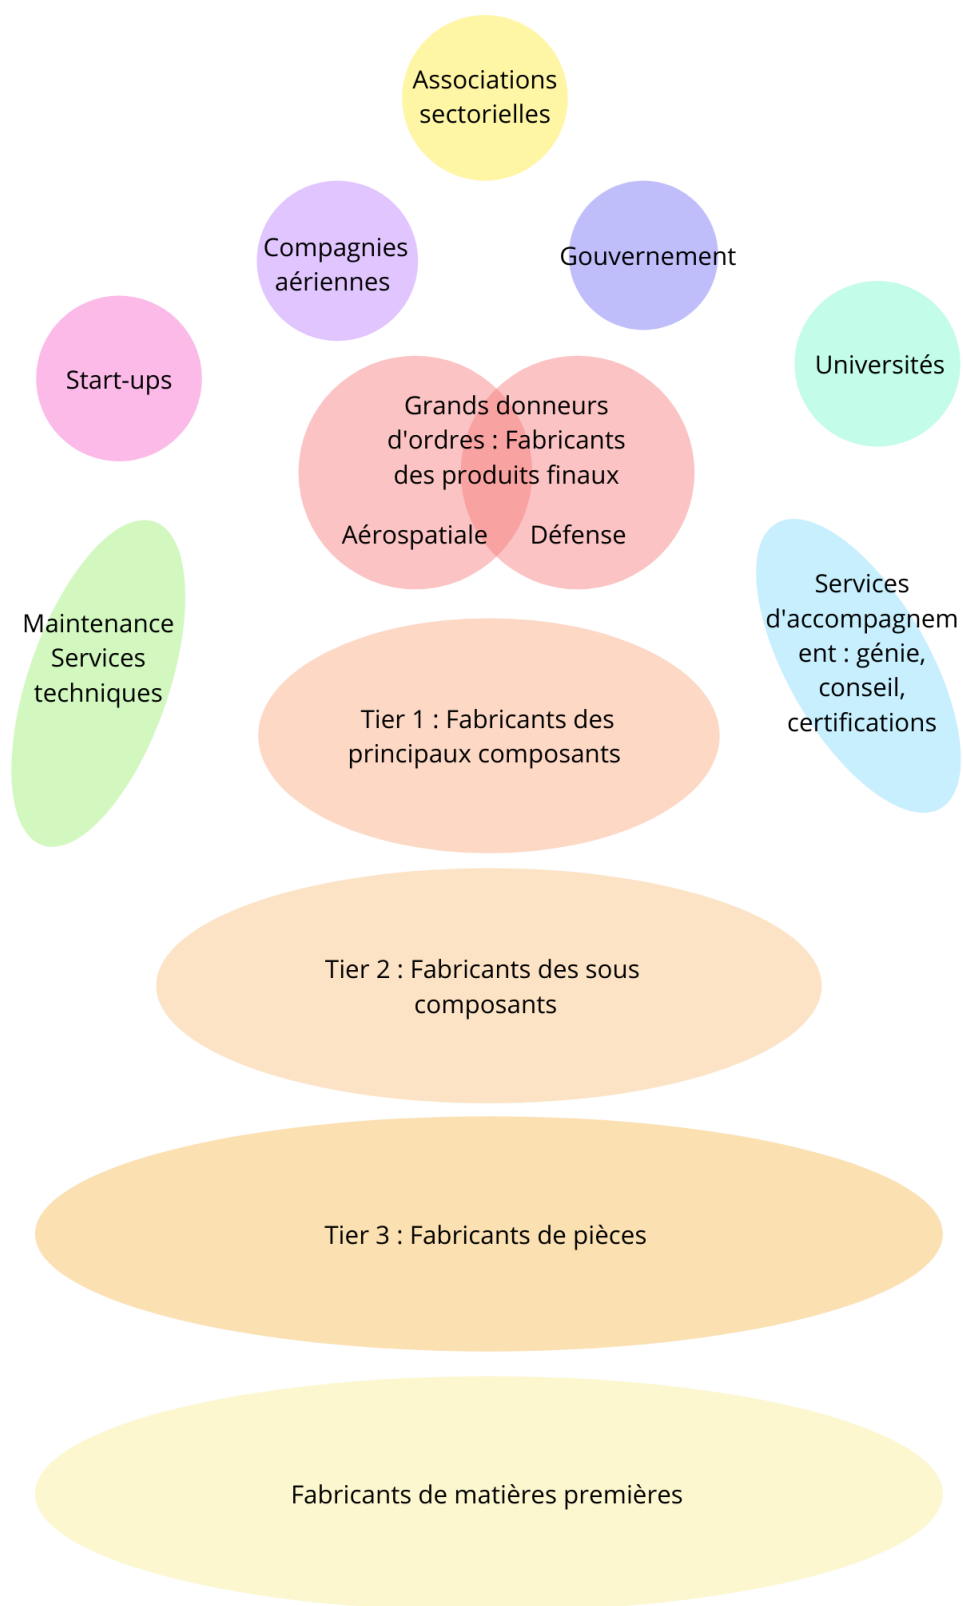 Associations
sectorielles
Compagnies
aériennes
Gouvernement
Start-ups
Universités
Grands donneurs
d'ordres : Fabricants
des produits finaux
Aérospatiale
Défense
Maintenance
Services
techniques
Services
d'accompagnem
ent : génie,
conseil,
certifications
Tier 1 : Fabricants des
principaux composants
Tier 2 : Fabricants des sous
composants
Tier 3 : Fabricants de pièces
Fabricants de matières premières